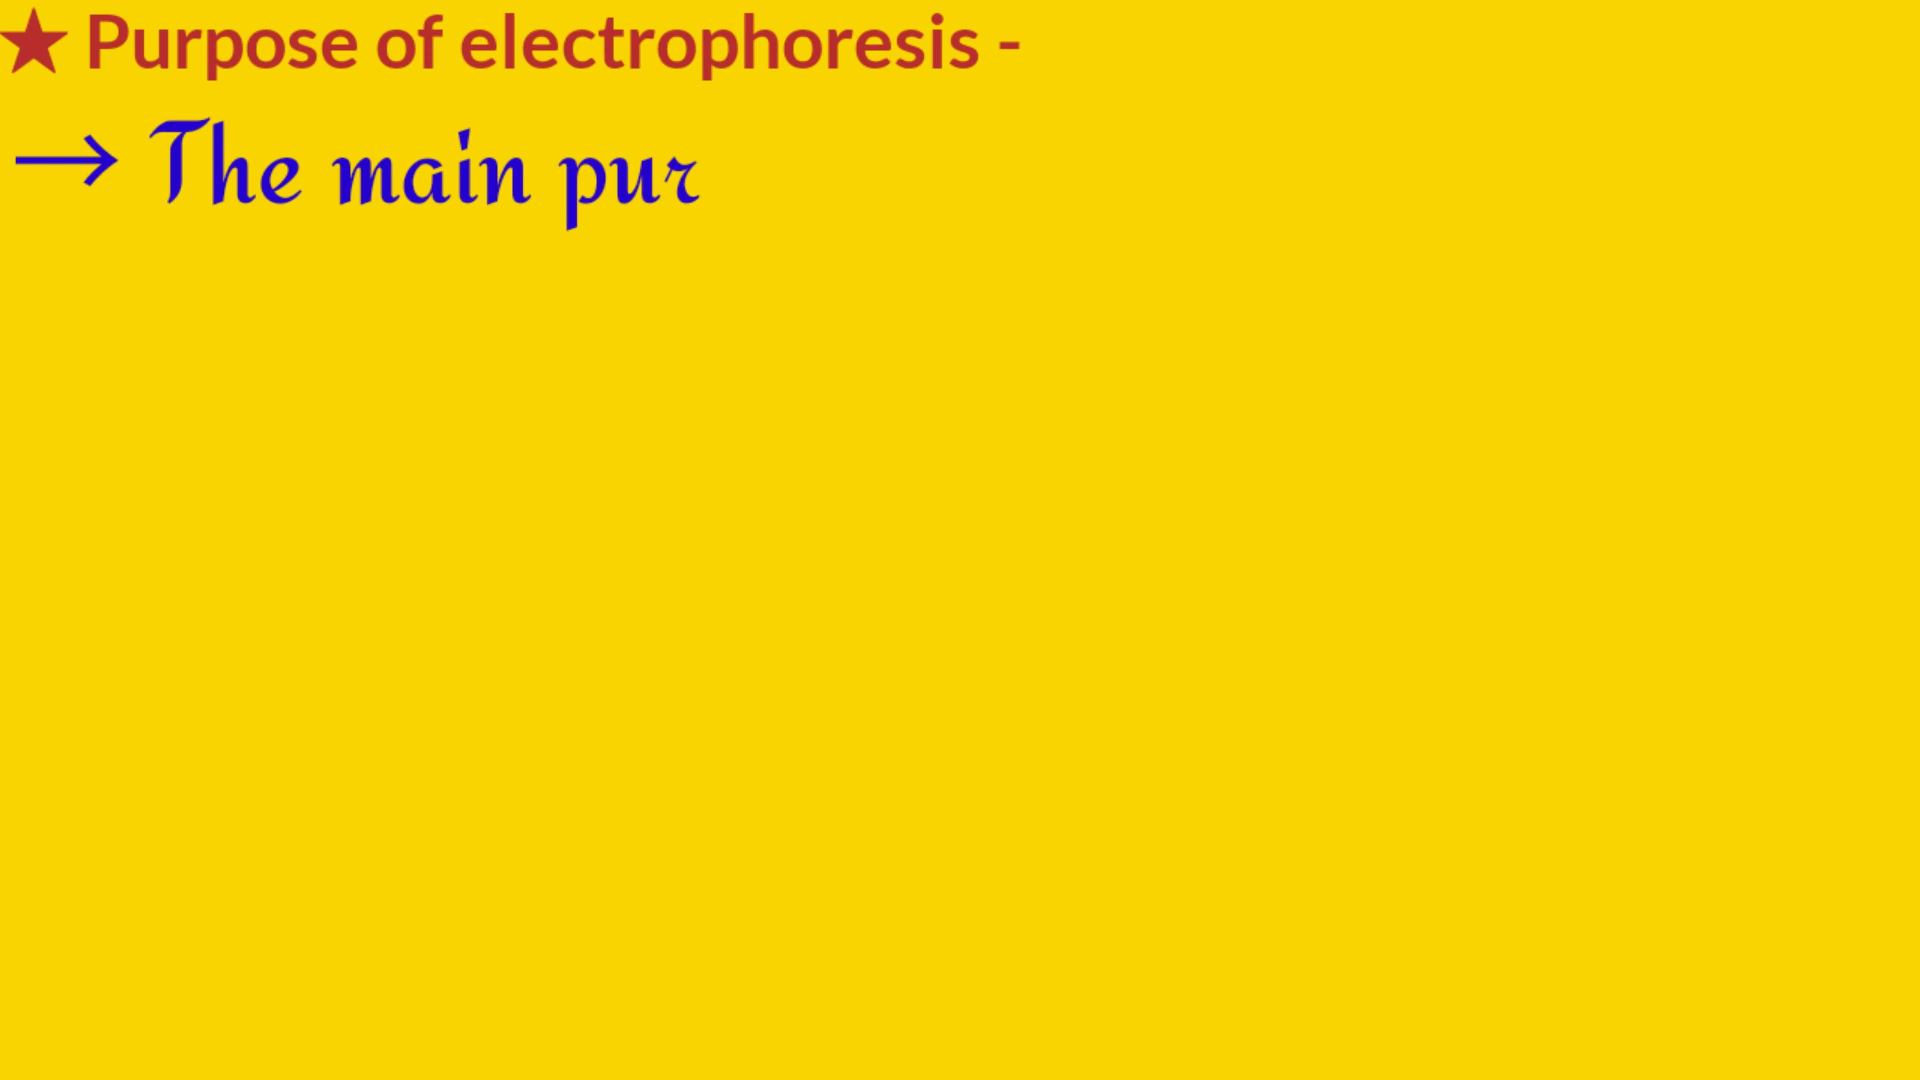 ★ Purpose of electrophoresis -
→ The main pur